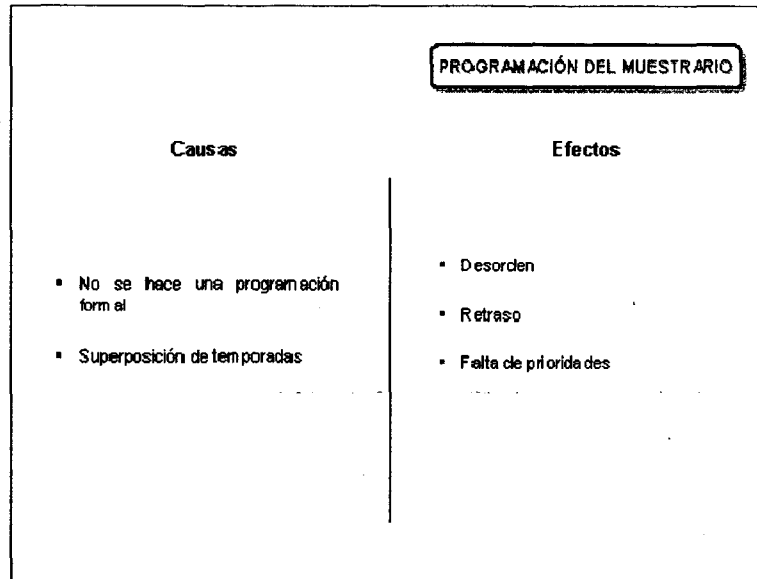 PROGRAMACIÓN DEL MUESTRARIO
Causas
▪ No se hace una programación
formal
▪ Superposición de temporadas
Efectos
▪ Desorden
▪ Retraso
▪ Falta de prioridades